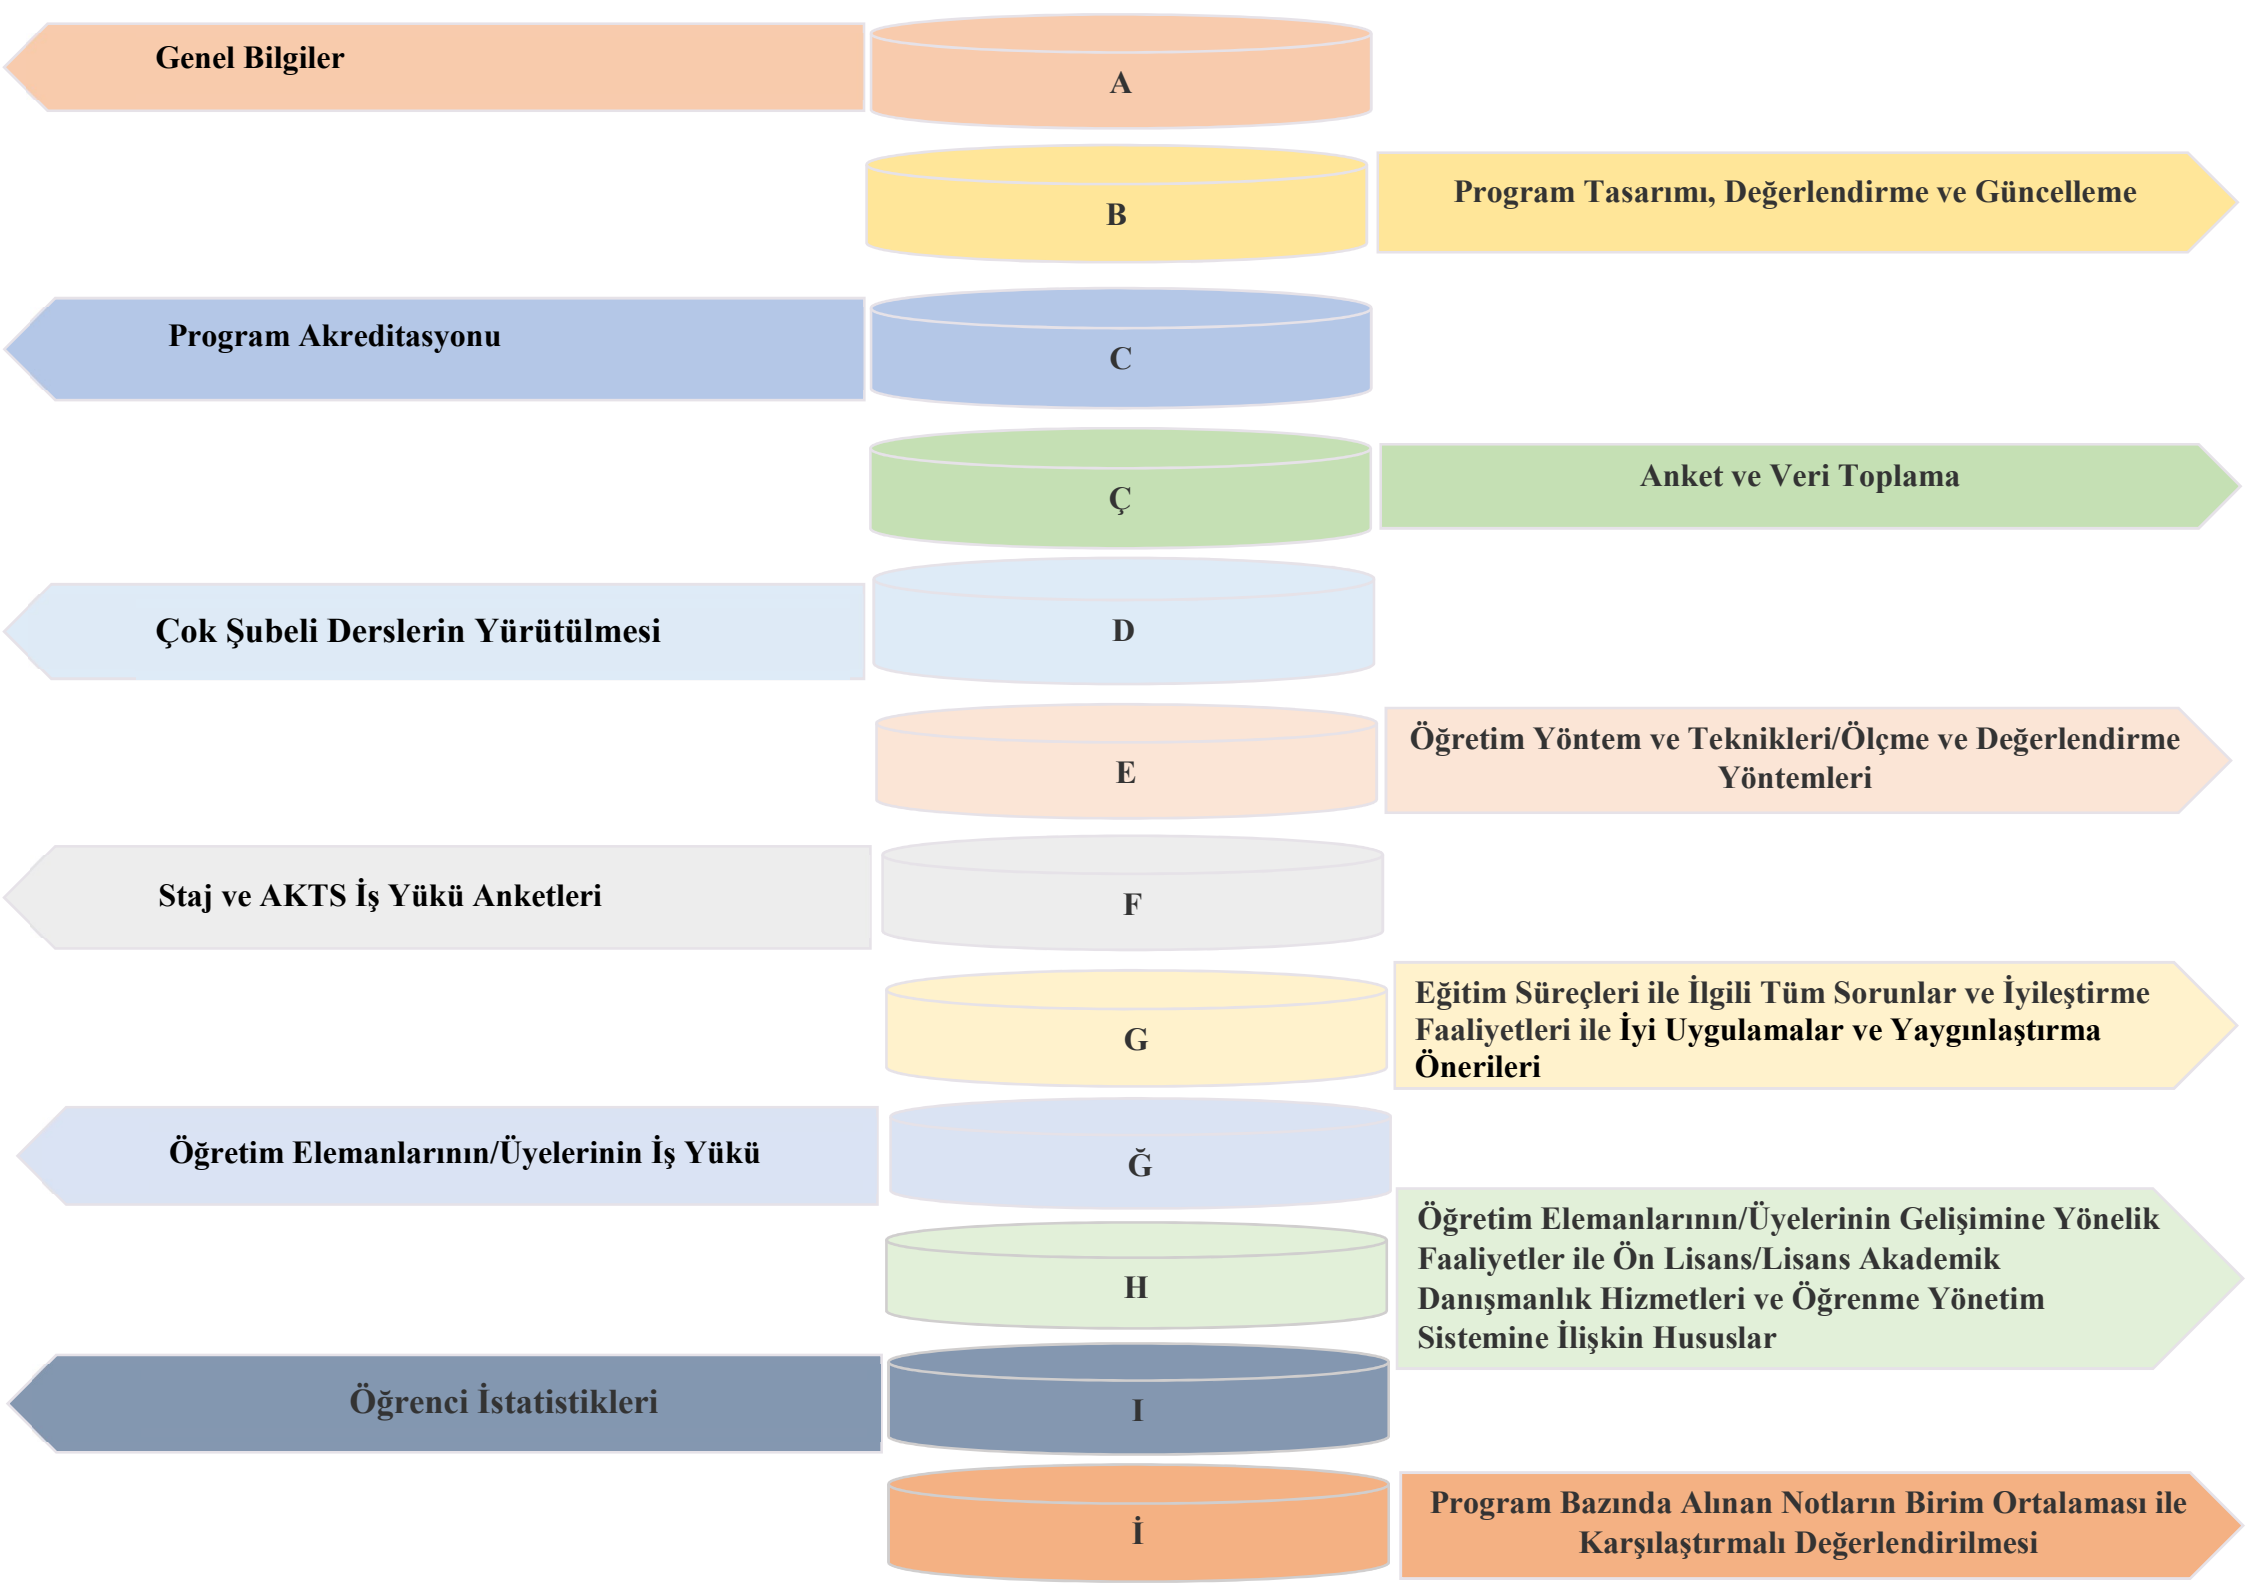 Genel Bilgiler
A
B
Program Tasarımı, Değerlendirme ve Güncelleme
Program Akreditasyonu
C
Ç
Anket ve Veri Toplama
Çok Şubeli Derslerin Yürütülmesi
D
E
Öğretim Yöntem ve Teknikleri/Ölçme ve Değerlendirme
Yöntemleri
Staj ve AKTS İş Yükü Anketleri
F
G
Eğitim Süreçleri ile İlgili Tüm Sorunlar ve İyileştirme
Faaliyetleri ile İyi Uygulamalar ve Yaygınlaştırma
Önerileri
Öğretim Elemanlarının/Üyelerinin İş Yükü
Ğ
H
Öğretim Elemanlarının/Üyelerinin Gelişimine Yönelik
Faaliyetler ile Ön Lisans/Lisans Akademik
Danışmanlık Hizmetleri ve Öğrenme Yönetim
Sistemine İlişkin Hususlar
Öğrenci İstatistikleri
I
İ
Program Bazında Alınan Notların Birim Ortalaması ile
Karşılaştırmalı Değerlendirilmesi